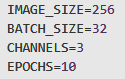 IMAGE_SIZE=256
BATCH_SIZE=32
CHANNELS=3
EPOCHS=10